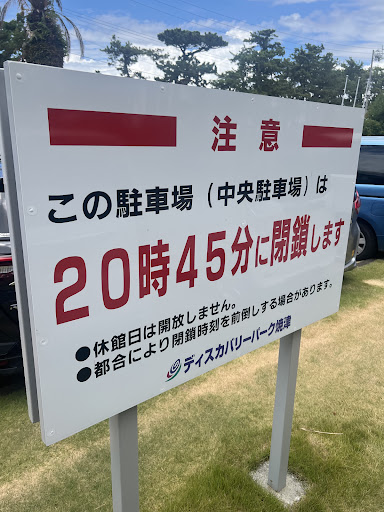 注意
この駐車場（中央駐車場）は
20時45分に閉鎖します
●休館日は開放しません。
●都合により閉鎖時刻を前倒しする場合があります。
ディスカバリーパーク焼津